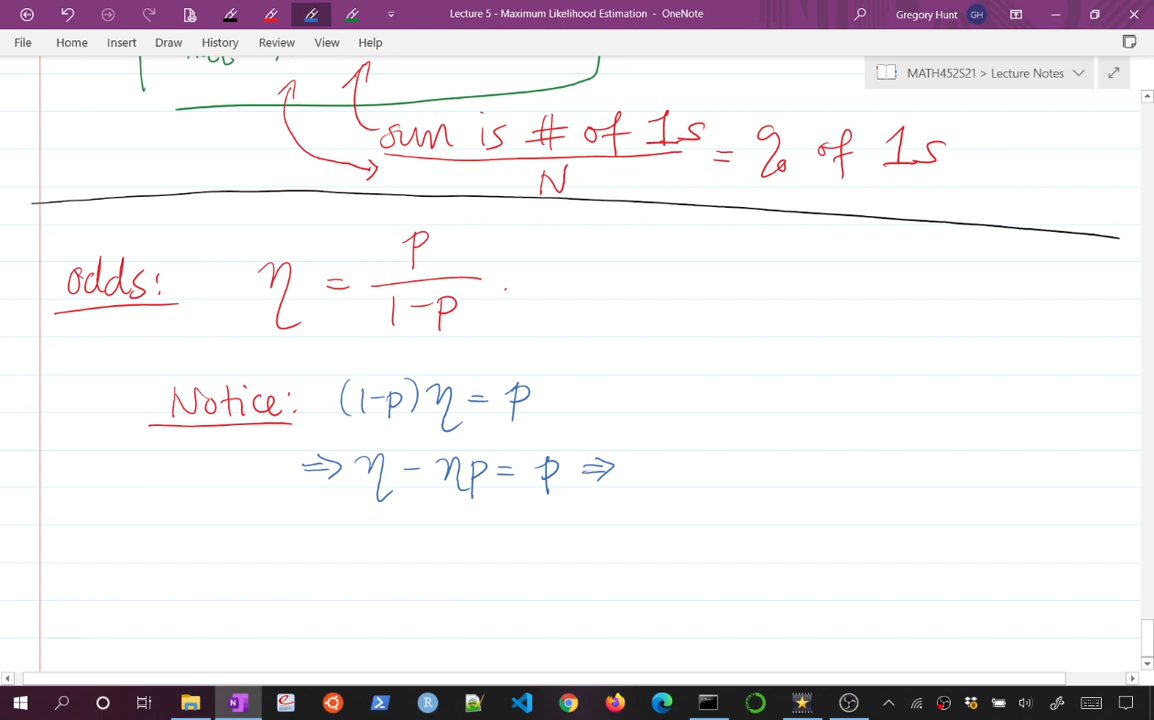 Lecture 5 - Maximum Likelihood Estimation - OneNote
Gregory Hunt GH
File Home Insert Draw History Review View Help
MATH452S21 > Lecture Notes
sum is # of 1s
N
= % of 1s
odds: η = p / 1-p .
Notice: (1-p)η = p
⇒ η - ηp = p ⇒